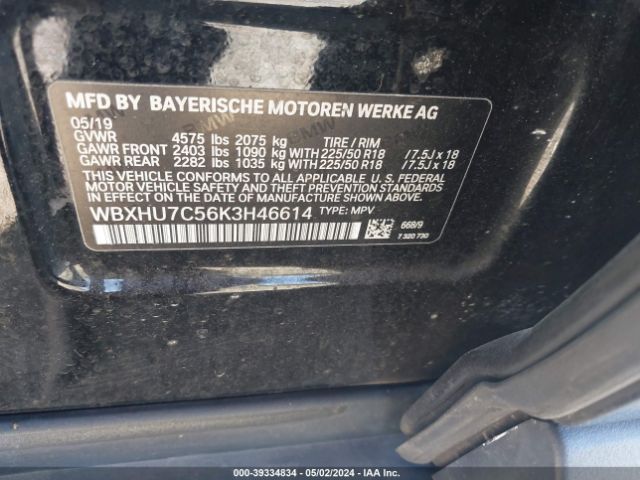 MFD BY BAYERISCHE MOTOREN WERKE AG
05/19
GVWR 4575 lbs 2075 kg TIRE / RIM
GAWR FRONT 2403 lbs 1090 kg WITH 225/50 R18 /7.5J x 18
GAWR REAR 2282 lbs 1035 kg WITH 225/50 R18 /7.5J x 18
THIS VEHICLE CONFORMS TO ALL APPLICABLE U. S. FEDERAL
MOTOR VEHICLE SAFETY, BUMPER, AND THEFT PREVENTION
STANDARDS IN EFFECT ON THE DATE OF MANUFACTURE SHOWN ABOVE.
WBXHU7C56K3H46614 TYPE: MPV
668/9
7 320 730
000-39334834 - 05/02/2024 - IAA Inc.